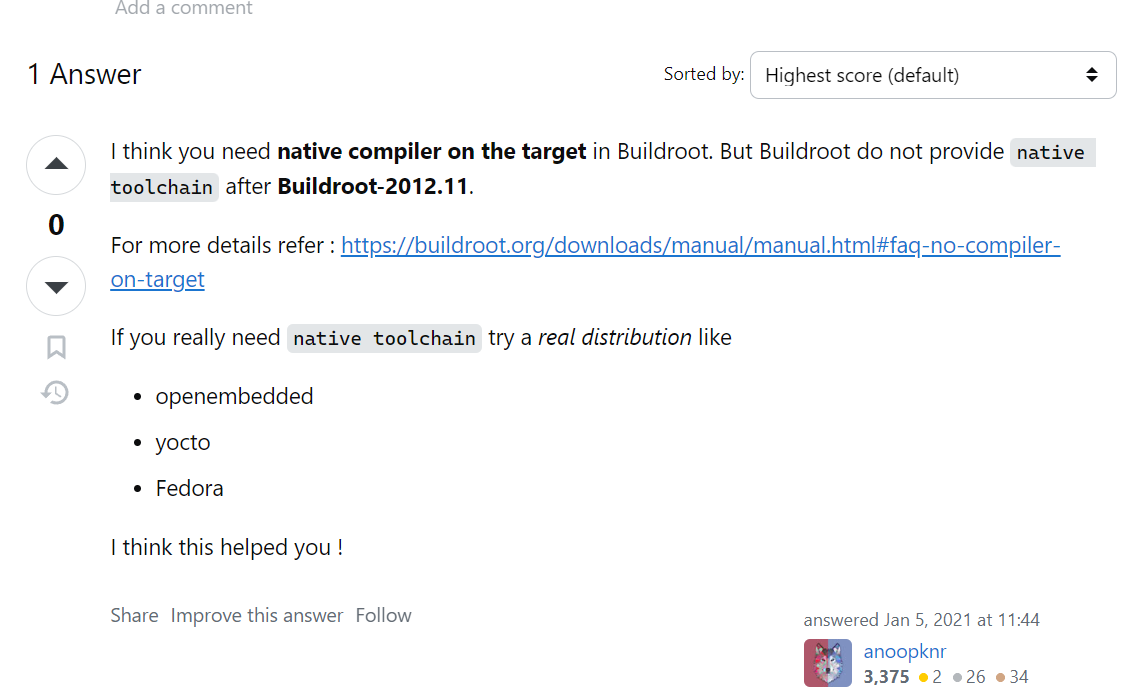 Add a comment
1 Answer
Sorted by:
Highest score (default)
I think you need native compiler on the target in Buildroot. But Buildroot do not provide native
toolchain after Buildroot-2012.11.
0
For more details refer : https://buildroot.org/downloads/manual/manual.html#faq-no-compiler-
on-target
If you really need native toolchain try a real distribution like
• openembedded
• yocto
• Fedora
I think this helped you !
Share Improve this answer Follow
answered Jan 5, 2021 at 11:44
anoopknr
3,375 ●2 ●26 ●34